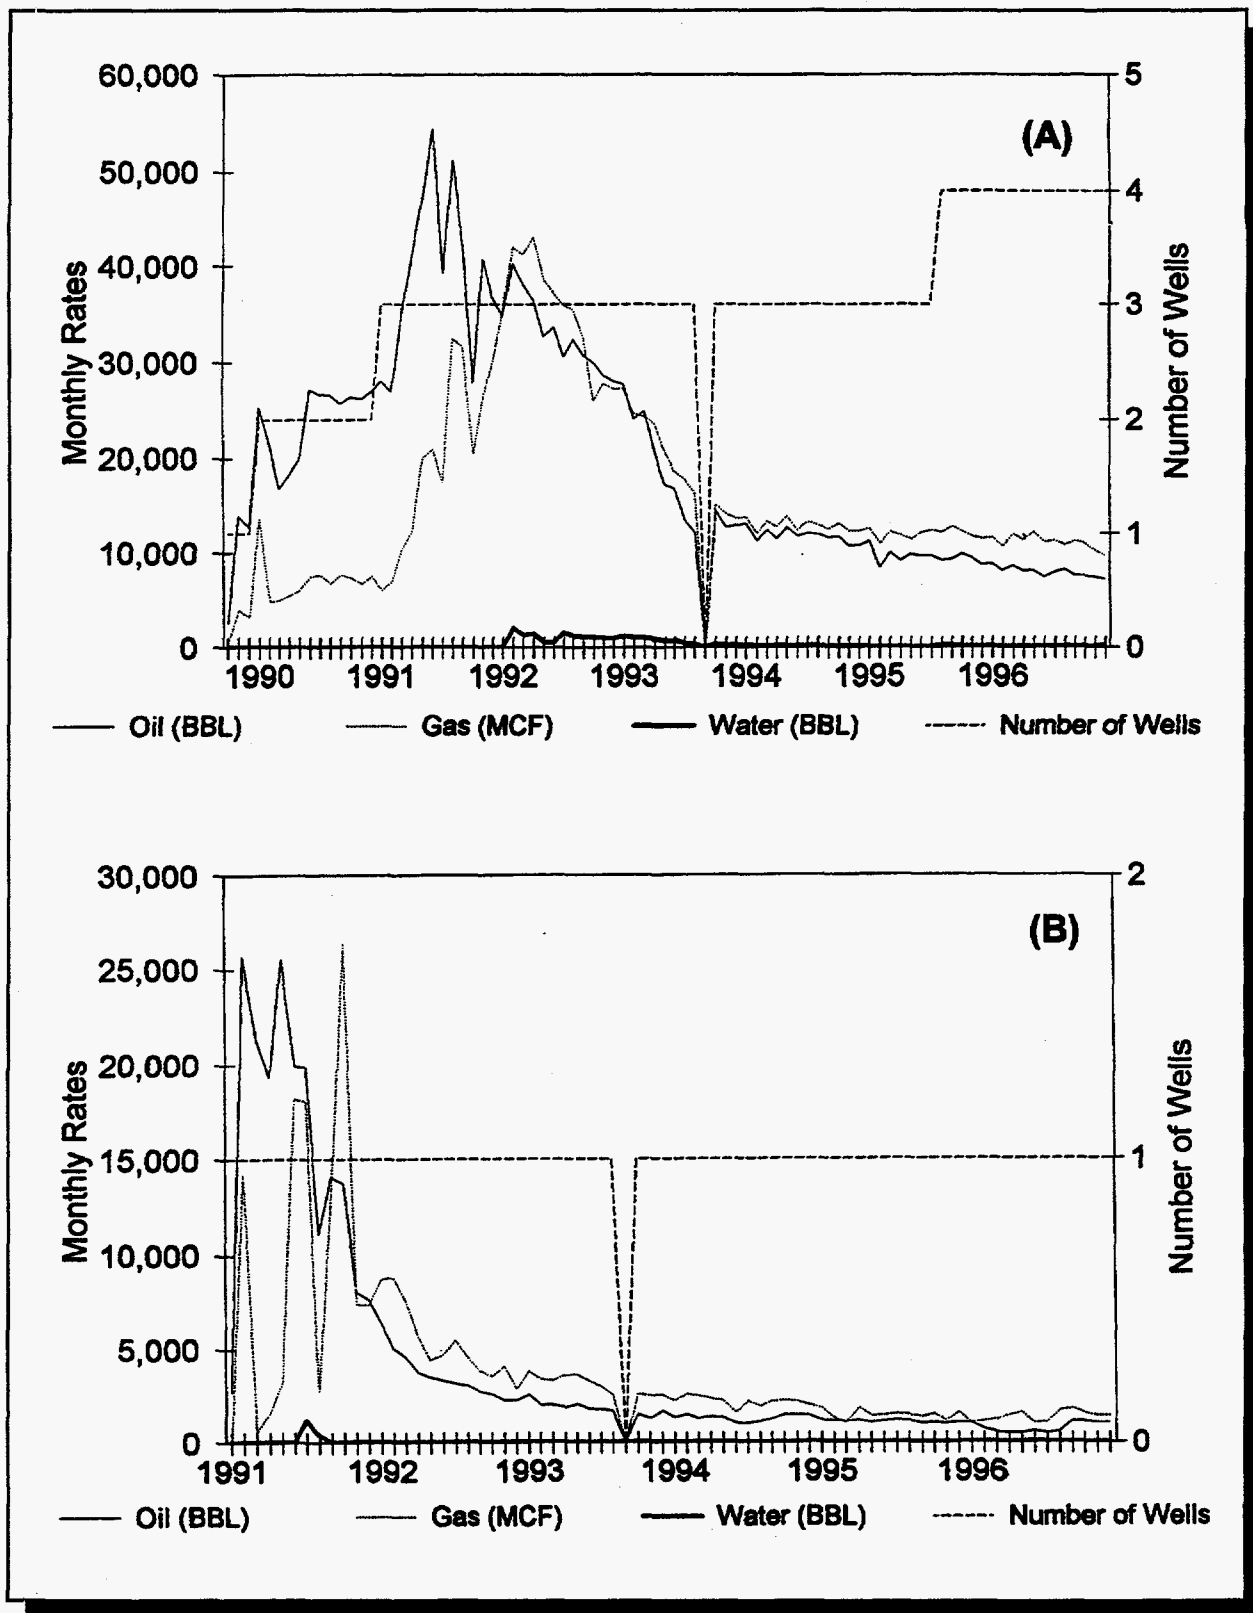 (A)
60,000
50,000
40,000
30,000
20,000
10,000
0
Monthly Rates
5
4
3
2
1
0
Number of Wells
1990 1991 1992 1993 1994 1995 1996
Oil (BBL) Gas (MCF) Water (BBL) Number of Wells
(B)
30,000
25,000
20,000
15,000
10,000
5,000
0
Monthly Rates
2
1
0
Number of Wells
1991 1992 1993 1994 1995 1996
Oil (BBL) Gas (MCF) Water (BBL) Number of Wells